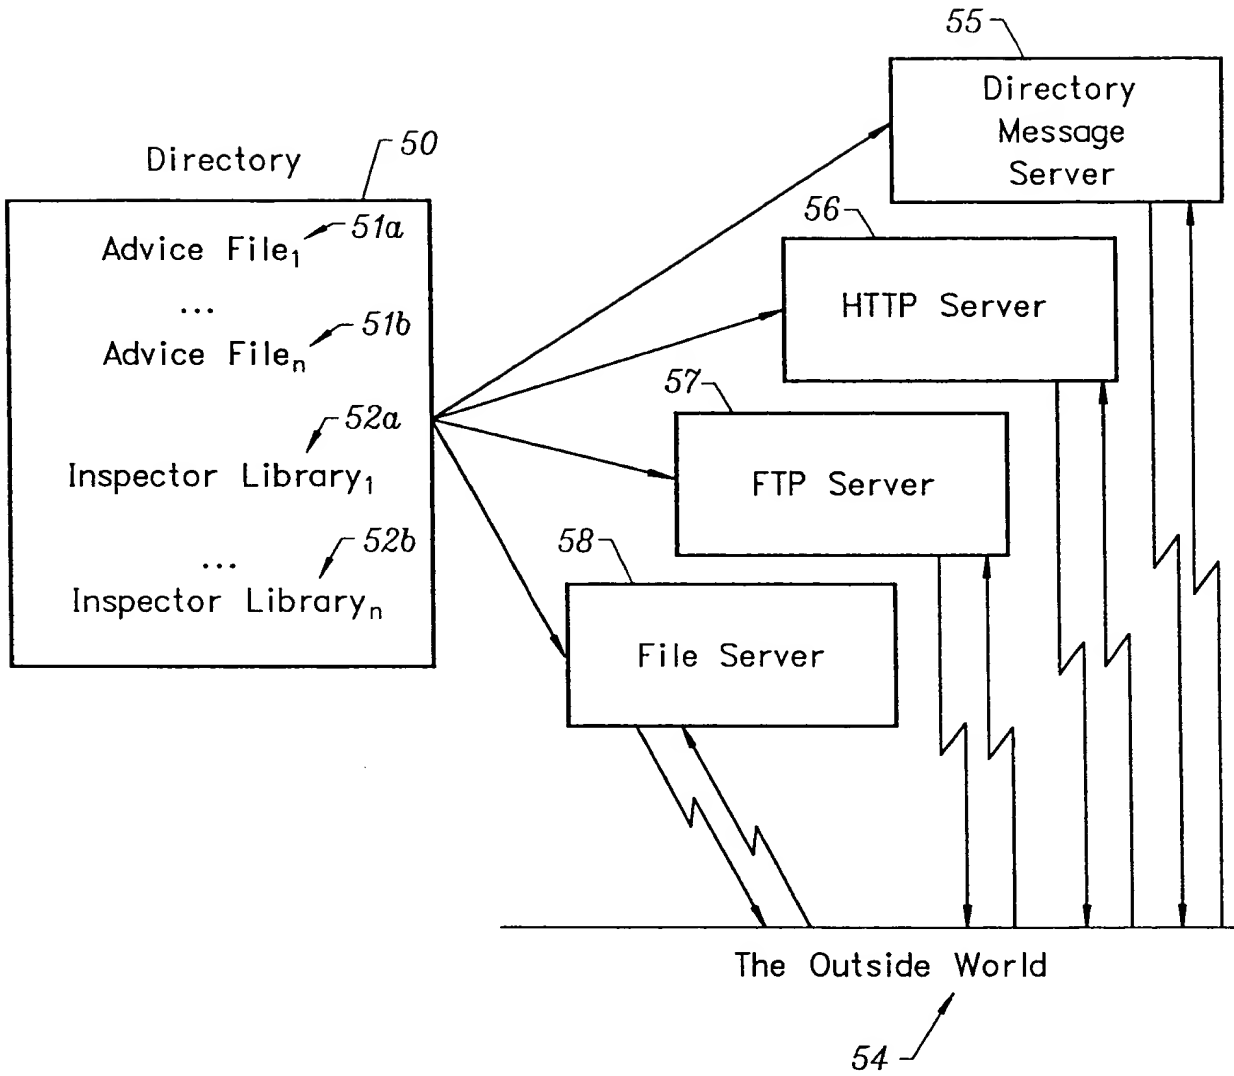 55
Directory
Message
Server
Directory
50
Advice File1
51a
...
Advice Filen
51b
Inspector Library1
52a
...
Inspector Libraryn
52b
56
HTTP Server
57
FTP Server
58
File Server
The Outside World
54